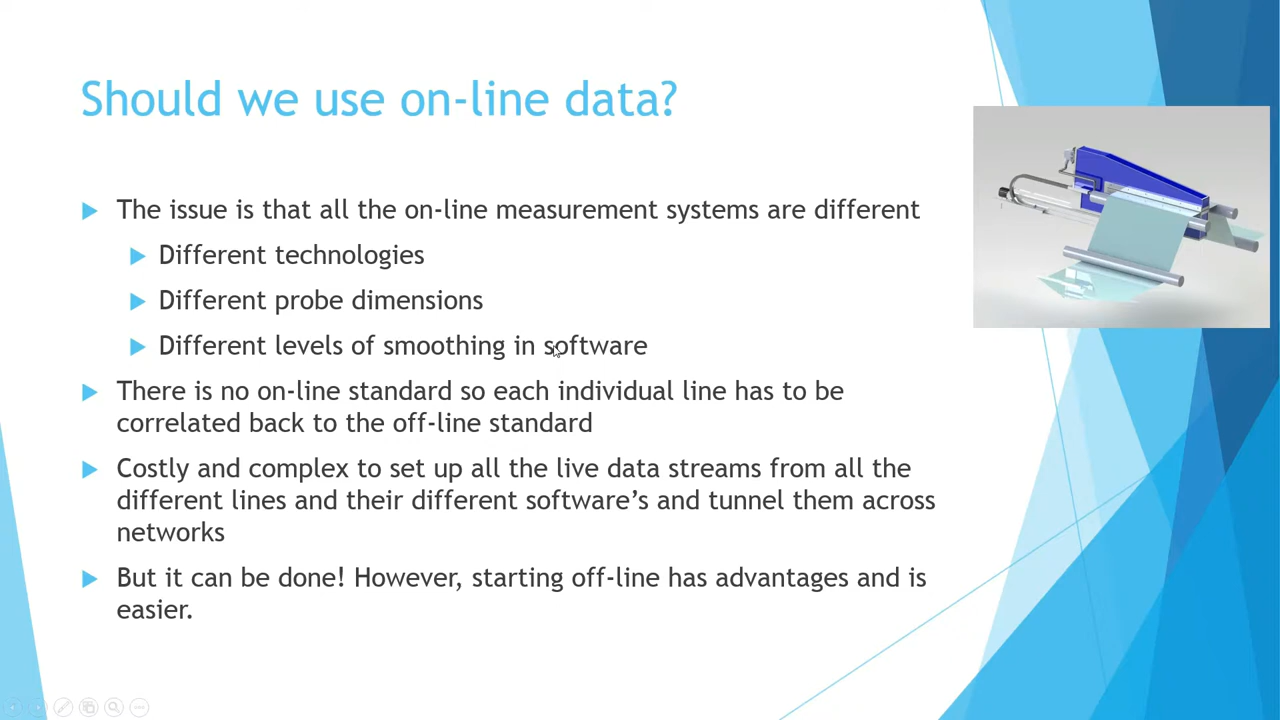 Should we use on-line data?
The issue is that all the on-line measurement systems are different
Different technologies
Different probe dimensions
Different levels of smoothing in software
There is no on-line standard so each individual line has to be
correlated back to the off-line standard
Costly and complex to set up all the live data streams from all the
different lines and their different software’s and tunnel them across
networks
But it can be done! However, starting off-line has advantages and is
easier.